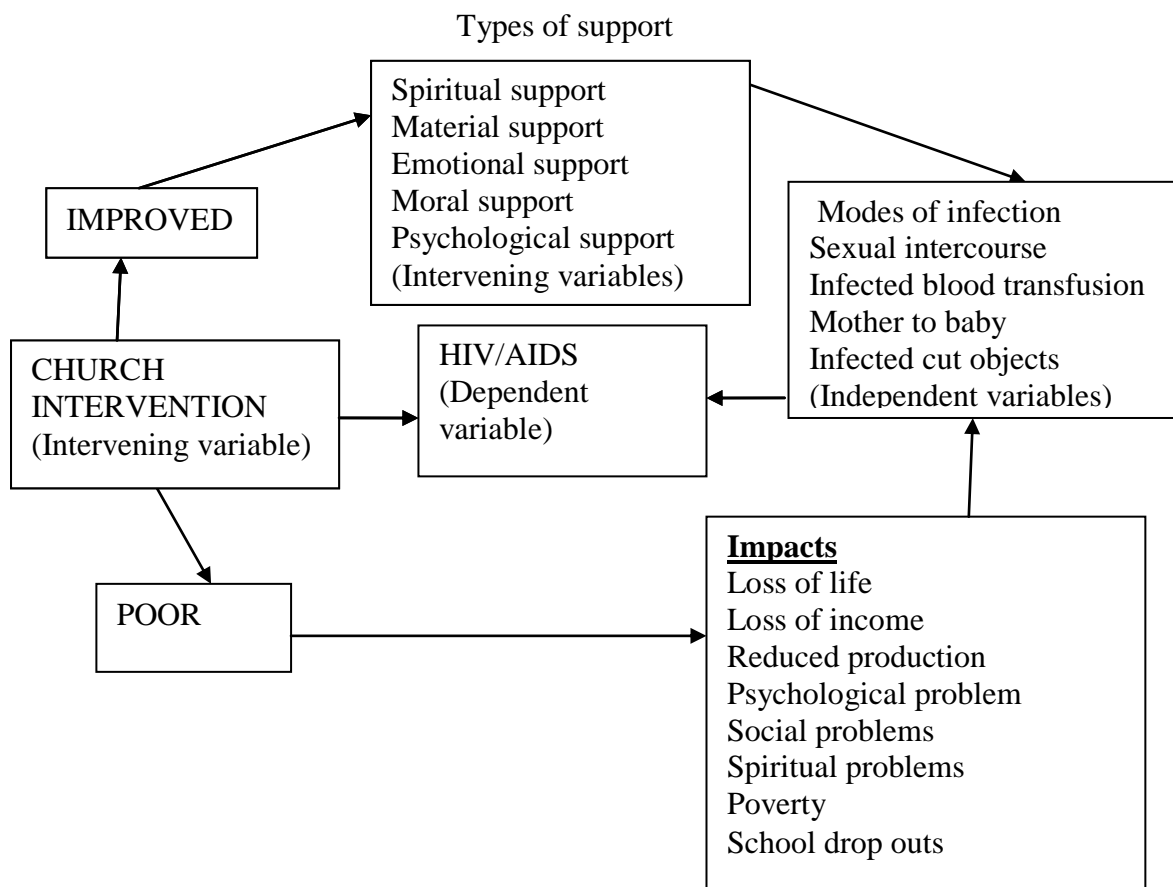 Types of support
Spiritual support
Material support
Emotional support
Moral support
Psychological support
(Intervening variables)
IMPROVED
Modes of infection
Sexual intercourse
Infected blood transfusion
Mother to baby
Infected cut objects
(Independent variables)
CHURCH
INTERVENTION
(Intervening variable)
HIV/AIDS
(Dependent
variable)
POOR
Impacts
Loss of life
Loss of income
Reduced production
Psychological problem
Social problems
Spiritual problems
Poverty
School drop outs